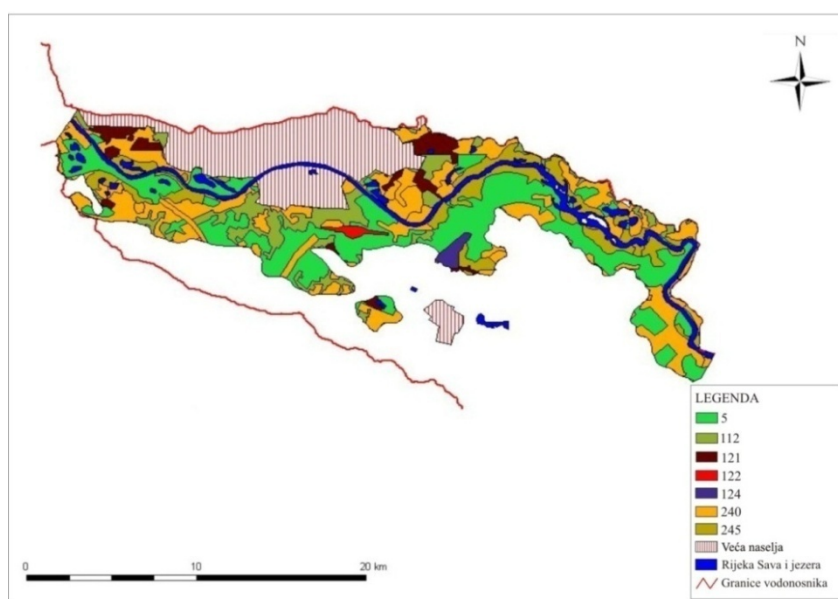 N
LEGENDA
5
112
121
122
124
240
245
Veća naselja
Rijeka Sava i jezera
Granice vodonosnika
0 10 20 km